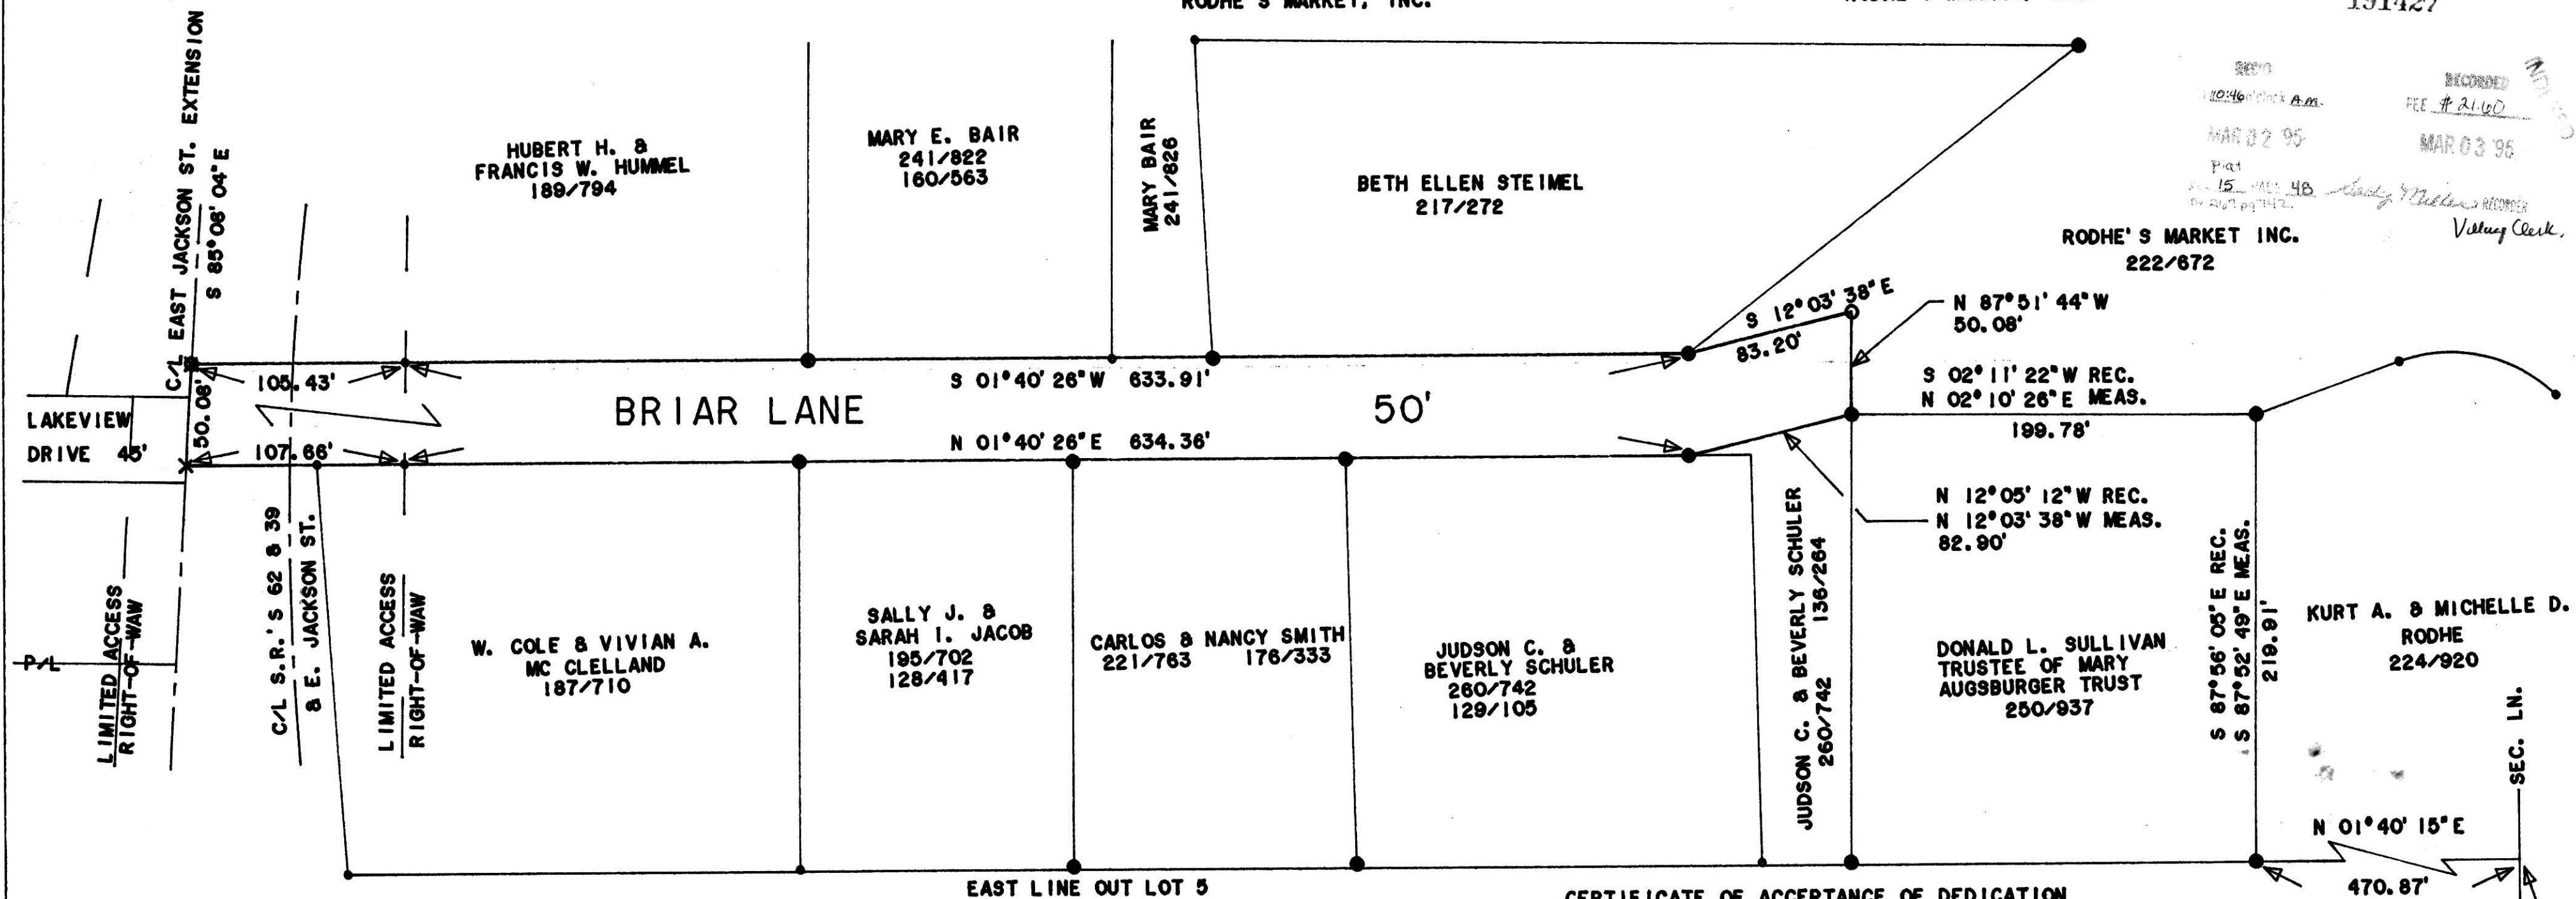 RODHE'S MARKET, INC.
191427
C/L EAST JACKSON ST. EXTENSION
S 85° 08' 04" E
HUBERT H. &
FRANCIS W. HUMMEL
189/794
MARY E. BAIR
241/822
160/563
MARY BAIR
241/826
BETH ELLEN STEIMEL
217/272
10:46 A.M.
MAR 02 95
Plat
15 48
RECORDED
FEE # 21.60
MAR 03 95
RECORDER
Village Clerk,
RODHE'S MARKET INC.
222/672
S 12° 03' 38" E
83.20'
N 87° 51' 44" W
50.08'
105.43'
S 01° 40' 26" W 633.91'
50.08'
LAKEVIEW
DRIVE 45'
BRIAR LANE 50'
107.66'
N 01° 40' 26" E 634.36'
S 02° 11' 22" W REC.
N 02° 10' 26" E MEAS.
199.78'
N 12° 05' 12" W REC.
N 12° 03' 38" W MEAS.
82.90'
P/L
LIMITED ACCESS
RIGHT-OF-WAW
C/L S.R.'S 62 & 39
& E. JACKSON ST.
LIMITED ACCESS
RIGHT-OF-WAW
W. COLE & VIVIAN A.
MC CLELLAND
187/710
SALLY J. &
SARAH I. JACOB
195/702
128/417
CARLOS & NANCY SMITH
221/763 176/333
JUDSON C. &
BEVERLY SCHULER
260/742
129/105
JUDSON C. & BEVERLY SCHULER
260/742 136/264
DONALD L. SULLIVAN
TRUSTEE OF MARY
AUGSBURGER TRUST
250/937
S 87° 56' 05" E REC.
S 87° 52' 49" E MEAS.
219.91'
KURT A. & MICHELLE D.
RODHE
224/920
SEC. LN.
N 01° 40' 15" E
470.87'
EAST LINE OUT LOT 5
CERTIFICATE OF ACCEPTANCE OF DEDICATION